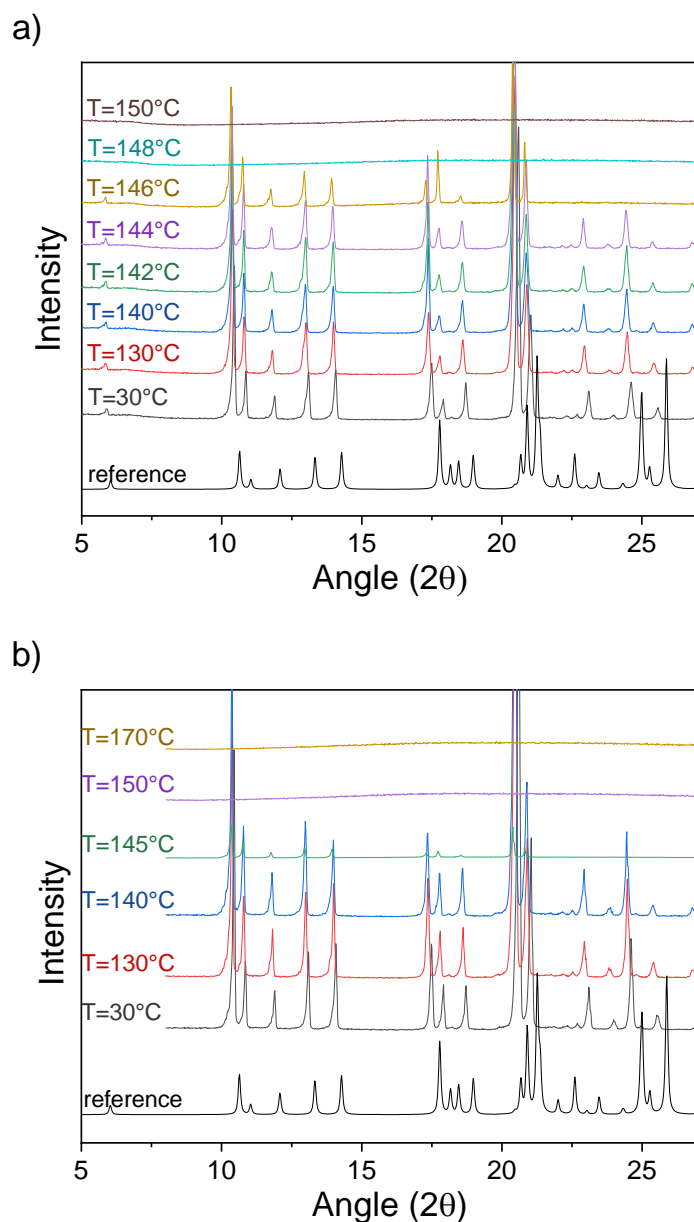 a)
T=150°C
T=148°C
T=146°C
T=144°C
T=142°C
T=140°C
T=130°C
T=30°C
reference
Intensity
5 10 15 20 25
Angle (2θ)
b)
T=170°C
T=150°C
T=145°C
T=140°C
T=130°C
T=30°C
reference
Intensity
5 10 15 20 25
Angle (2θ)